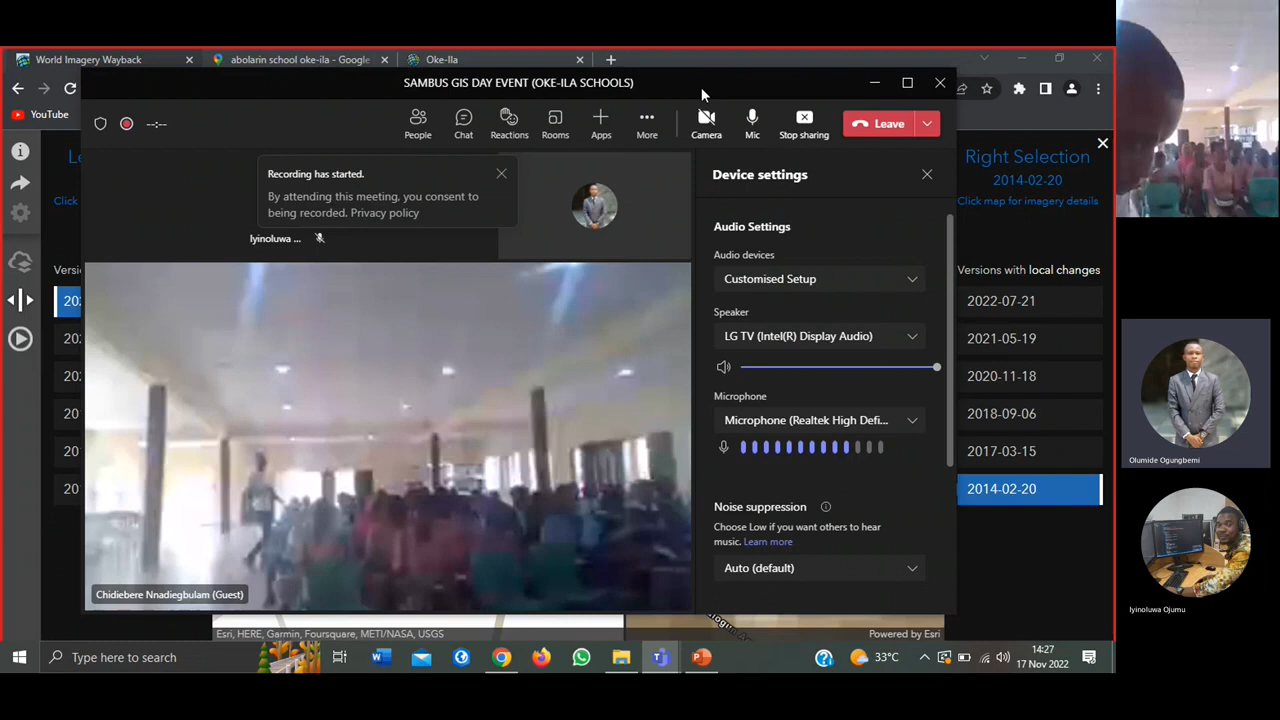 World Imagery Wayback
abolarin school oke-ila - Google
Oke-Ila
SAMBUS GIS DAY EVENT (OKE-ILA SCHOOLS)
YouTube
--:--
People
Chat
Reactions
Rooms
Apps
More
Camera
Mic
Stop sharing
Leave
Recording has started.
By attending this meeting, you consent to
being recorded. Privacy policy
Iyinoluwa ...
Chidiebere Nnadiegbulam (Guest)
Device settings
Audio Settings
Audio devices
Customised Setup
Speaker
LG TV (Intel(R) Display Audio)
Microphone
Microphone (Realtek High Defi...
Noise suppression
Choose Low if you want others to hear
music. Learn more
Auto (default)
Click
Versi
Right Selection
2014-02-20
Click map for imagery details
Versions with local changes
2022-07-21
2021-05-19
2020-11-18
2018-09-06
2017-03-15
2014-02-20
Esri, HERE, Garmin, Foursquare, METI/NASA, USGS
Powered by Esri
Type here to search
33°C
14:27
17 Nov 2022
Olumide Ogungbemi
Iyinoluwa Ojumu